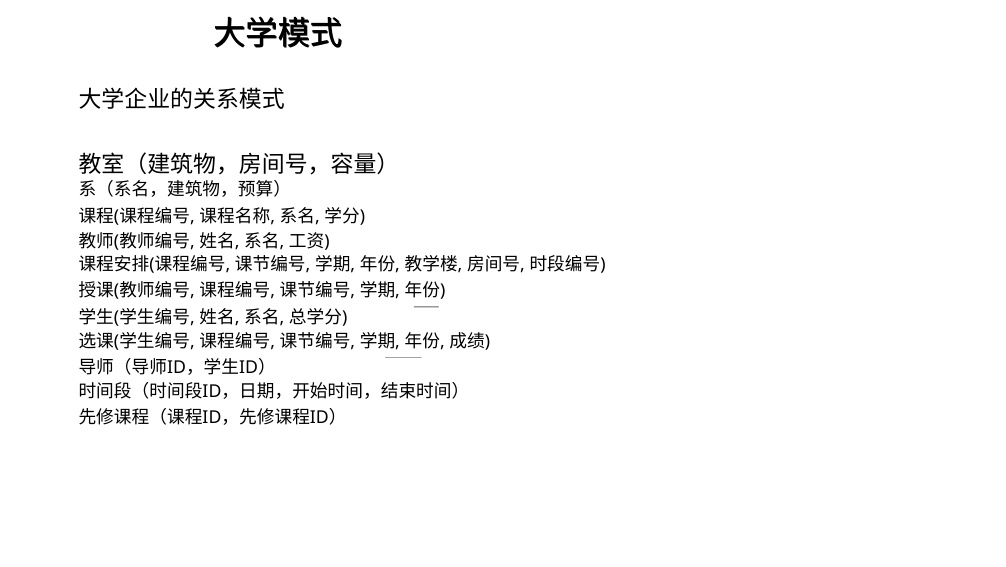 大学模式
大学企业的关系模式
教室（建筑物，房间号，容量）
系（系名，建筑物，预算）
课程(课程编号, 课程名称, 系名, 学分)
教师(教师编号, 姓名, 系名, 工资)
课程安排(课程编号, 课节编号, 学期, 年份, 教学楼, 房间号, 时段编号)
授课(教师编号, 课程编号, 课节编号, 学期, 年份)
学生(学生编号, 姓名, 系名, 总学分)
选课(学生编号, 课程编号, 课节编号, 学期, 年份, 成绩)
导师（导师ID，学生ID）
时间段（时间段ID，日期，开始时间，结束时间）
先修课程（课程ID，先修课程ID）